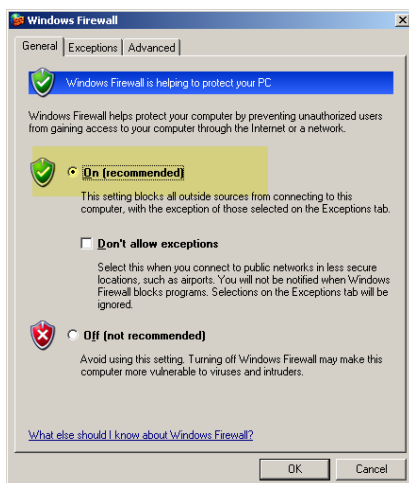 Windows Firewall
General Exceptions Advanced
Windows Firewall is helping to protect your PC
Windows Firewall helps protect your computer by preventing unauthorized users
from gaining access to your computer through the Internet or a network.
On (recommended)
This setting blocks all outside sources from connecting to this
computer, with the exception of those selected on the Exceptions tab.
Don't allow exceptions
Select this when you connect to public networks in less secure
locations, such as airports. You will not be notified when Windows
Firewall blocks programs. Selections on the Exceptions tab will be
ignored.
Off (not recommended)
Avoid using this setting. Turning off Windows Firewall may make this
computer more vulnerable to viruses and intruders.
What else should I know about Windows Firewall?
OK Cancel